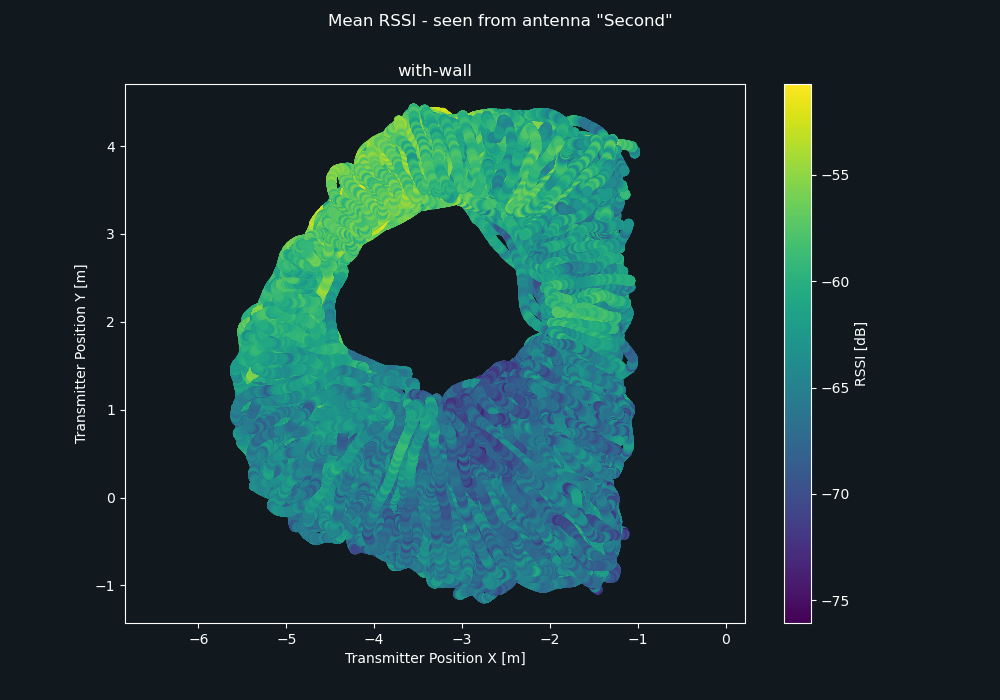 Mean RSSI - seen from antenna "Second"
with-wall
4
3
2
1
0
−1
Transmitter Position Y [m]
−6 −5 −4 −3 −2 −1 0
Transmitter Position X [m]
−55
−60
−65
−70
−75
RSSI [dB]